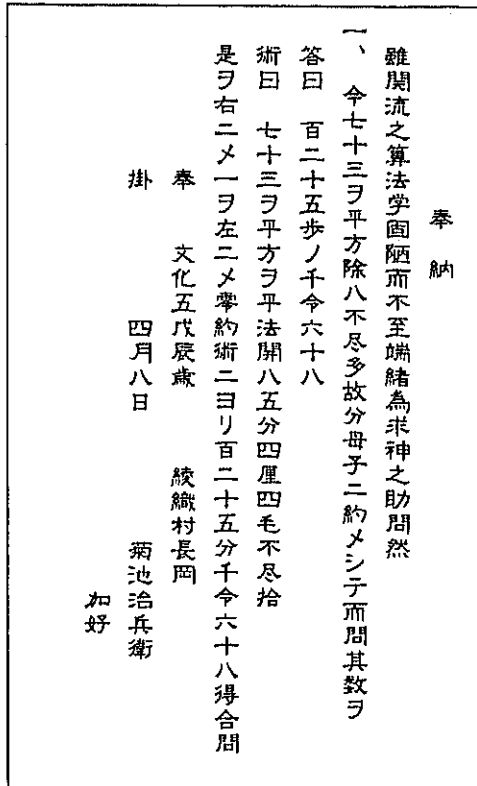 奉納
雖関流之算法学固陋而不至端緒為求神之助問然
一、令七十三ヲ平方除八不尽多故分母子ニ約メシテ而問其数ヲ
答曰　百二十五歩ノ千令六十八
術曰　七十三ヲ平方ヲ平法開八五分四厘四毛不尽拾
是ヲ右ニメ一ヲ左ニメ零約術ニヨリ百二十五分千令六十八得合問
奉　文化五戊辰歳　綾織村長岡
掛　四月八日　菊池治兵衛
加好